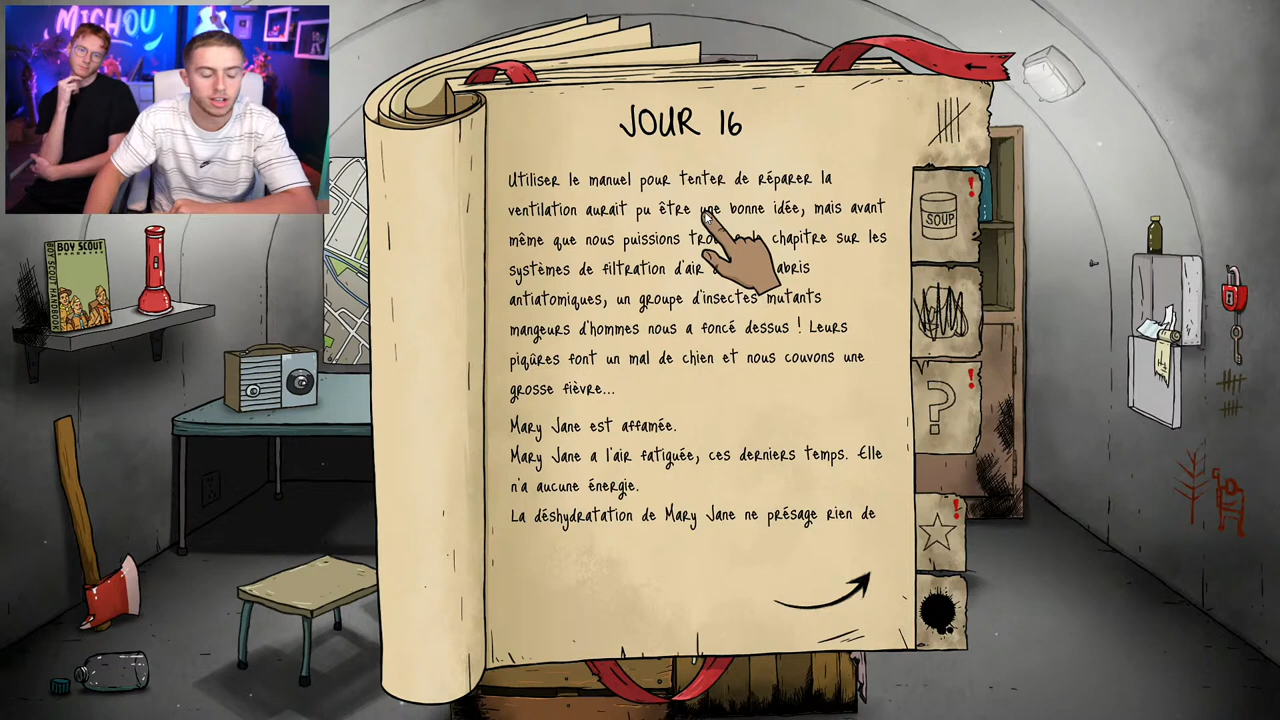 MICHOU
JOUR 16
Utiliser le manuel pour tenter de réparer la
ventilation aurait pu être une bonne idée, mais avant
même que nous puissions chapitre sur les
systèmes de filtration d'air abris
antiatomiques, un groupe d'insectes mutants
mangeurs d'hommes nous a foncé dessus ! Leurs
piqûres font un mal de chien et nous couvons une
grosse fièvre...
Mary Jane est affamée.
Mary Jane a l'air fatiguée, ces derniers temps. Elle
n'a aucune énergie.
La déshydratation de Mary Jane ne présage rien de
!
SOUP
!
?
!
BOY SCOUT
BOY SCOUT HANDBOOK